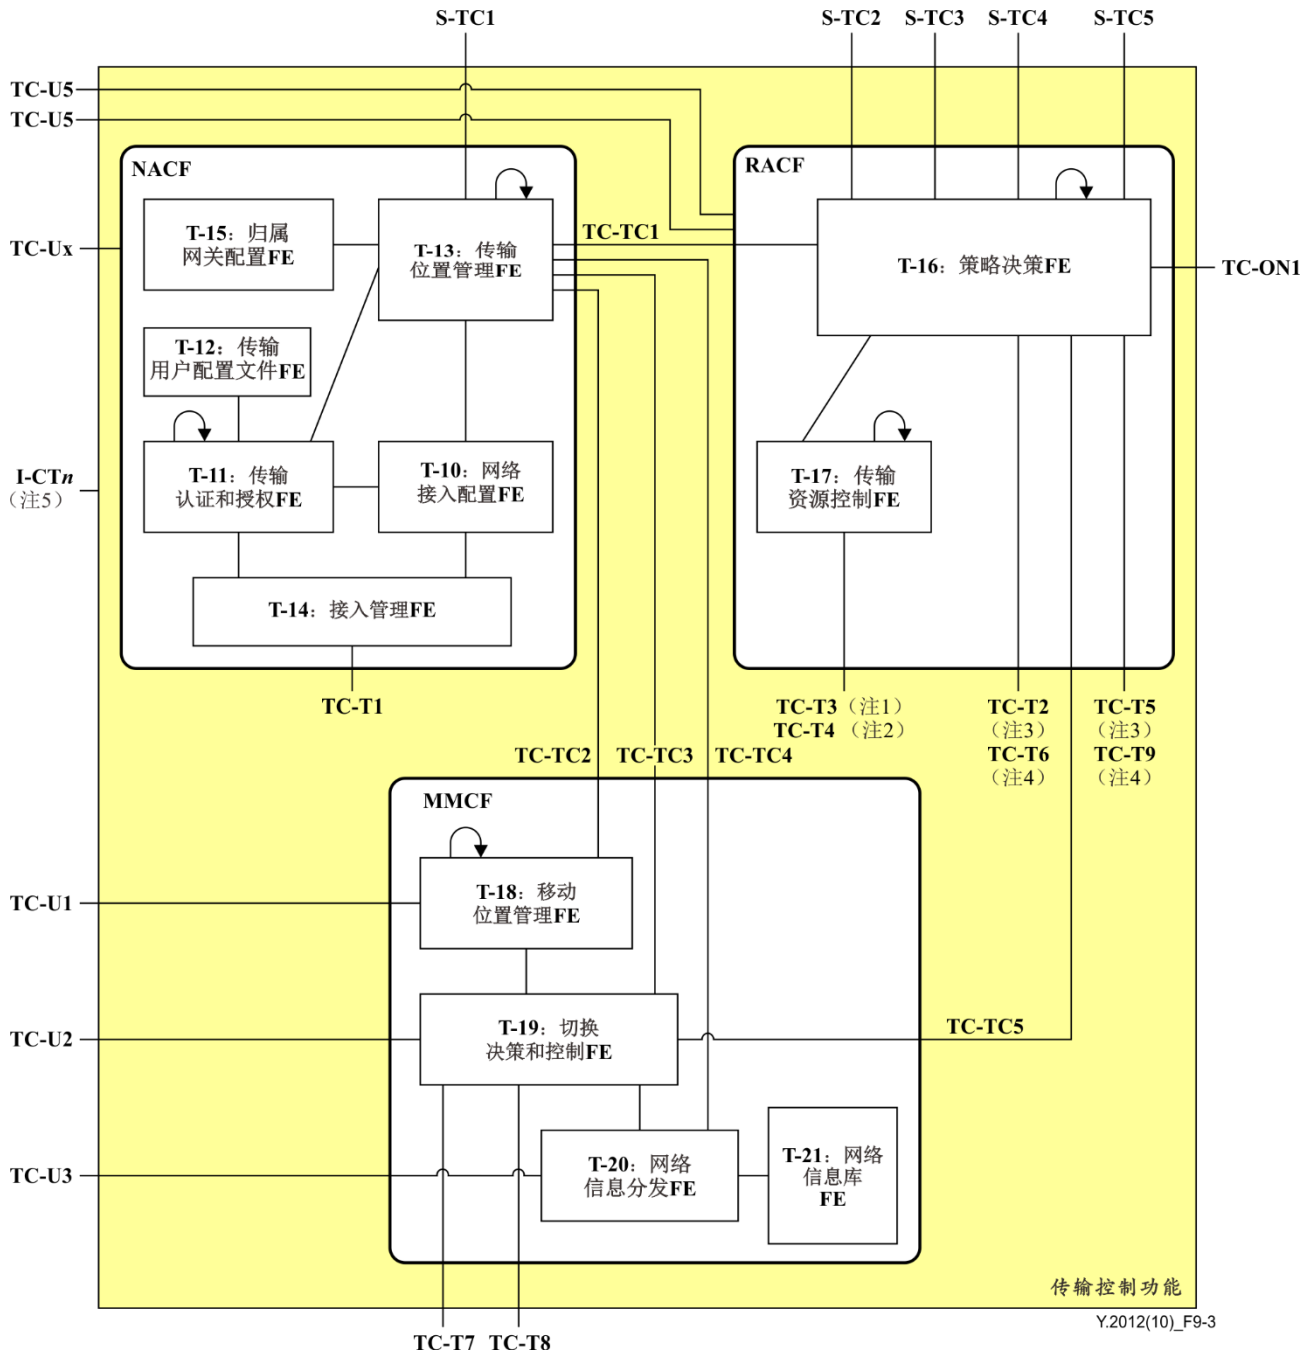 S-TC1
S-TC2
S-TC3
S-TC4
S-TC5
TC-U5
TC-U5
NACF
RACF
T-15：归属
网关配置FE
T-13：传输
位置管理FE
TC-TC1
TC-Ux
T-16：策略决策FE
TC-ON1
T-12：传输
用户配置文件FE
I-CTn
（注5）
T-11：传输
认证和授权FE
T-10：网络
接入配置FE
T-17：传输
资源控制FE
T-14：接入管理FE
TC-T1
TC-T3（注1）
TC-T4（注2）
TC-T2
（注3）
TC-T6
（注4）
TC-T5
（注3）
TC-T9
（注4）
TC-TC2
TC-TC3
TC-TC4
MMCF
TC-U1
T-18：移动
位置管理FE
TC-U2
T-19：切换
决策和控制FE
TC-TC5
TC-U3
T-20：网络
信息分发FE
T-21：网络
信息库
FE
传输控制功能
Y.2012(10)_F9-3
TC-T7
TC-T8